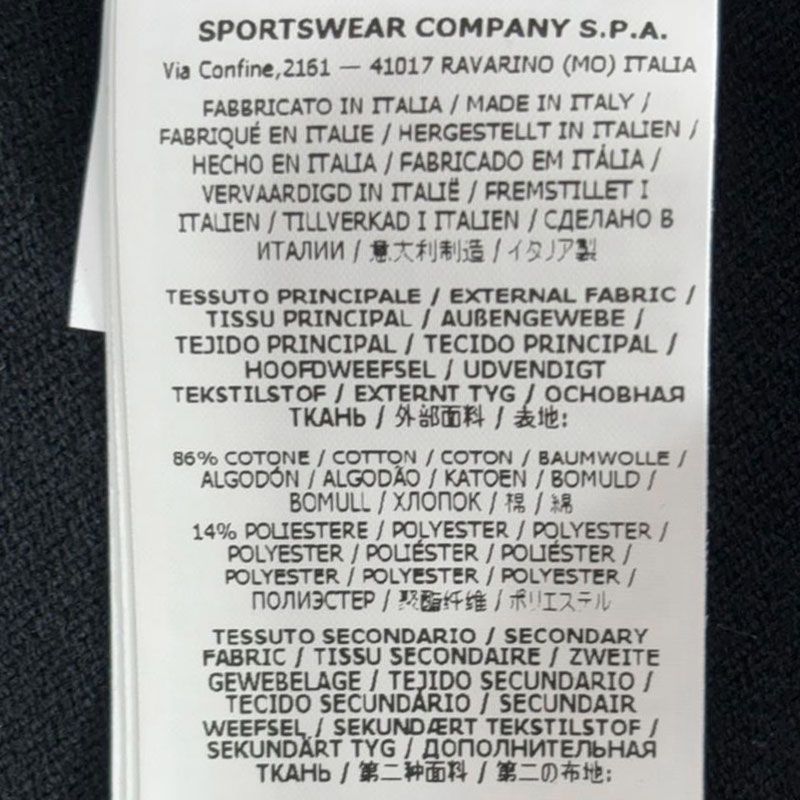 SPORTSWEAR COMPANY S.P.A.
Via Confine,2161 — 41017 RAVARINO (MO) ITALIA
FABBRICATO IN ITALIA / MADE IN ITALY /
FABRIQUÉ EN ITALIE / HERGESTELLT IN ITALIEN /
HECHO EN ITALIA / FABRICADO EM ITÁLIA /
VERVAARDIGD IN ITALIË / FREMSTILLET I
ITALIEN / TILLVERKAD I ITALIEN / СДЕЛАНО В
ИТАЛИИ / 意大利制造 / イタリア製
TESSUTO PRINCIPALE / EXTERNAL FABRIC /
TISSU PRINCIPAL / AUßENGEWEBE /
TEJIDO PRINCIPAL / TECIDO PRINCIPAL /
HOOFDWEEFSEL / UDVENDIGT
TEKSTILSTOF / EXTERNT TYG / ОСНОВНАЯ
ТКАНЬ / 外部面料 / 表地:
86% COTONE / COTTON / COTON / BAUMWOLLE /
ALGODÓN / ALGODÃO / KATOEN / BOMULD /
BOMULL / ХЛОПОК / 棉 / 綿
14% POLIESTERE / POLYESTER / POLYESTER /
POLYESTER / POLIÉSTER / POLIÉSTER /
POLYESTER / POLYESTER / POLYESTER /
ПОЛИЭСТЕР / 聚酯纤维 / ポリエステル
TESSUTO SECONDARIO / SECONDARY
FABRIC / TISSU SECONDAIRE / ZWEITE
GEWEBELAGE / TEJIDO SECUNDARIO /
TECIDO SECUNDÁRIO / SECUNDAIR
WEEFSEL / SEKUNDÆRT TEKSTILSTOF /
SEKUNDÄRT TYG / ДОПОЛНИТЕЛЬНАЯ
ТКАНЬ / 第二种面料 / 第二の布地: